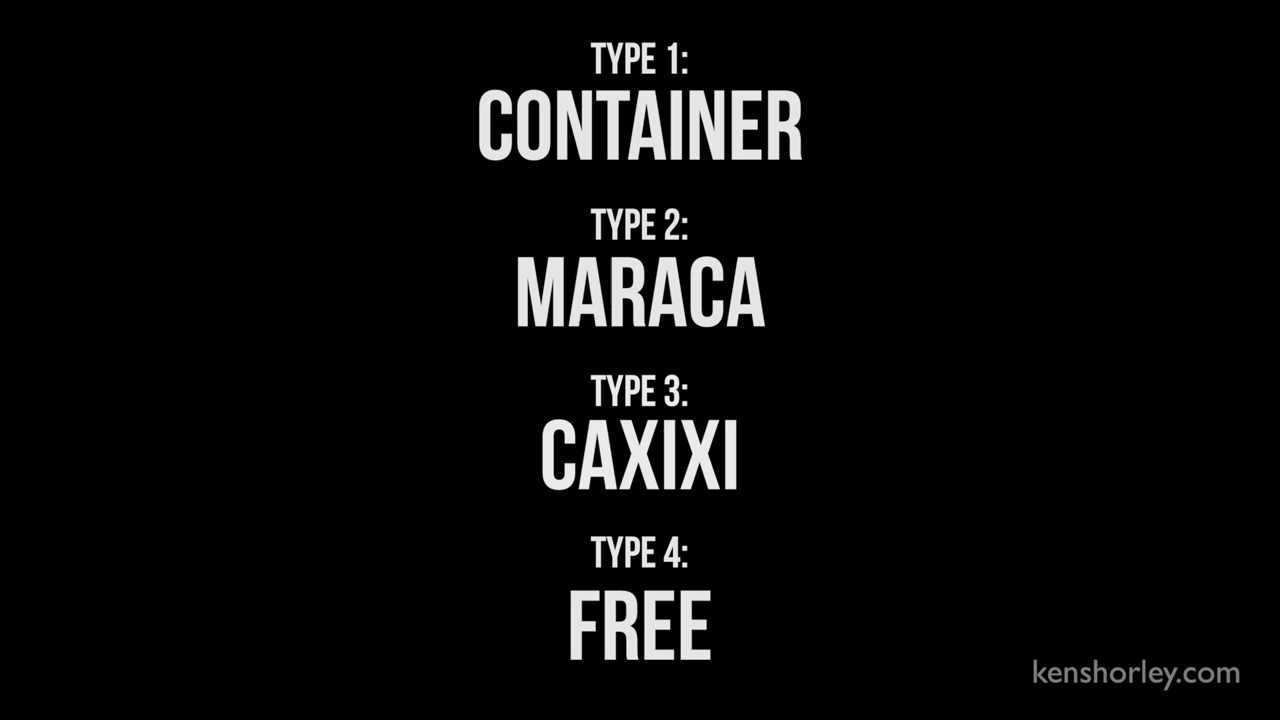 TYPE 1:
CONTAINER
TYPE 2:
MARACA
TYPE 3:
CAXIXI
TYPE 4:
FREE
kenshorley.com